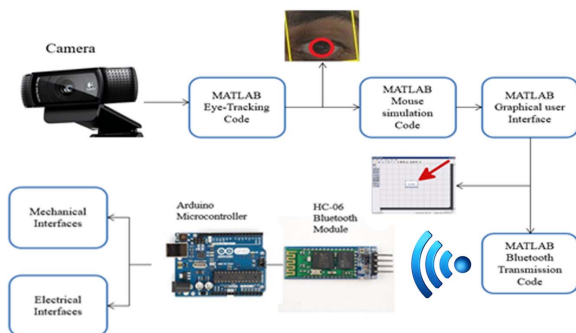 Camera
MATLAB
Eye-Tracking
Code
MATLAB
Mouse
simulation
Code
MATLAB
Graphical user
Interface
Mechanical
Interfaces
Electrical
Interfaces
Arduino
Microcontroller
HC-06
Bluetooth
Module
MATLAB
Bluetooth
Transmission
Code